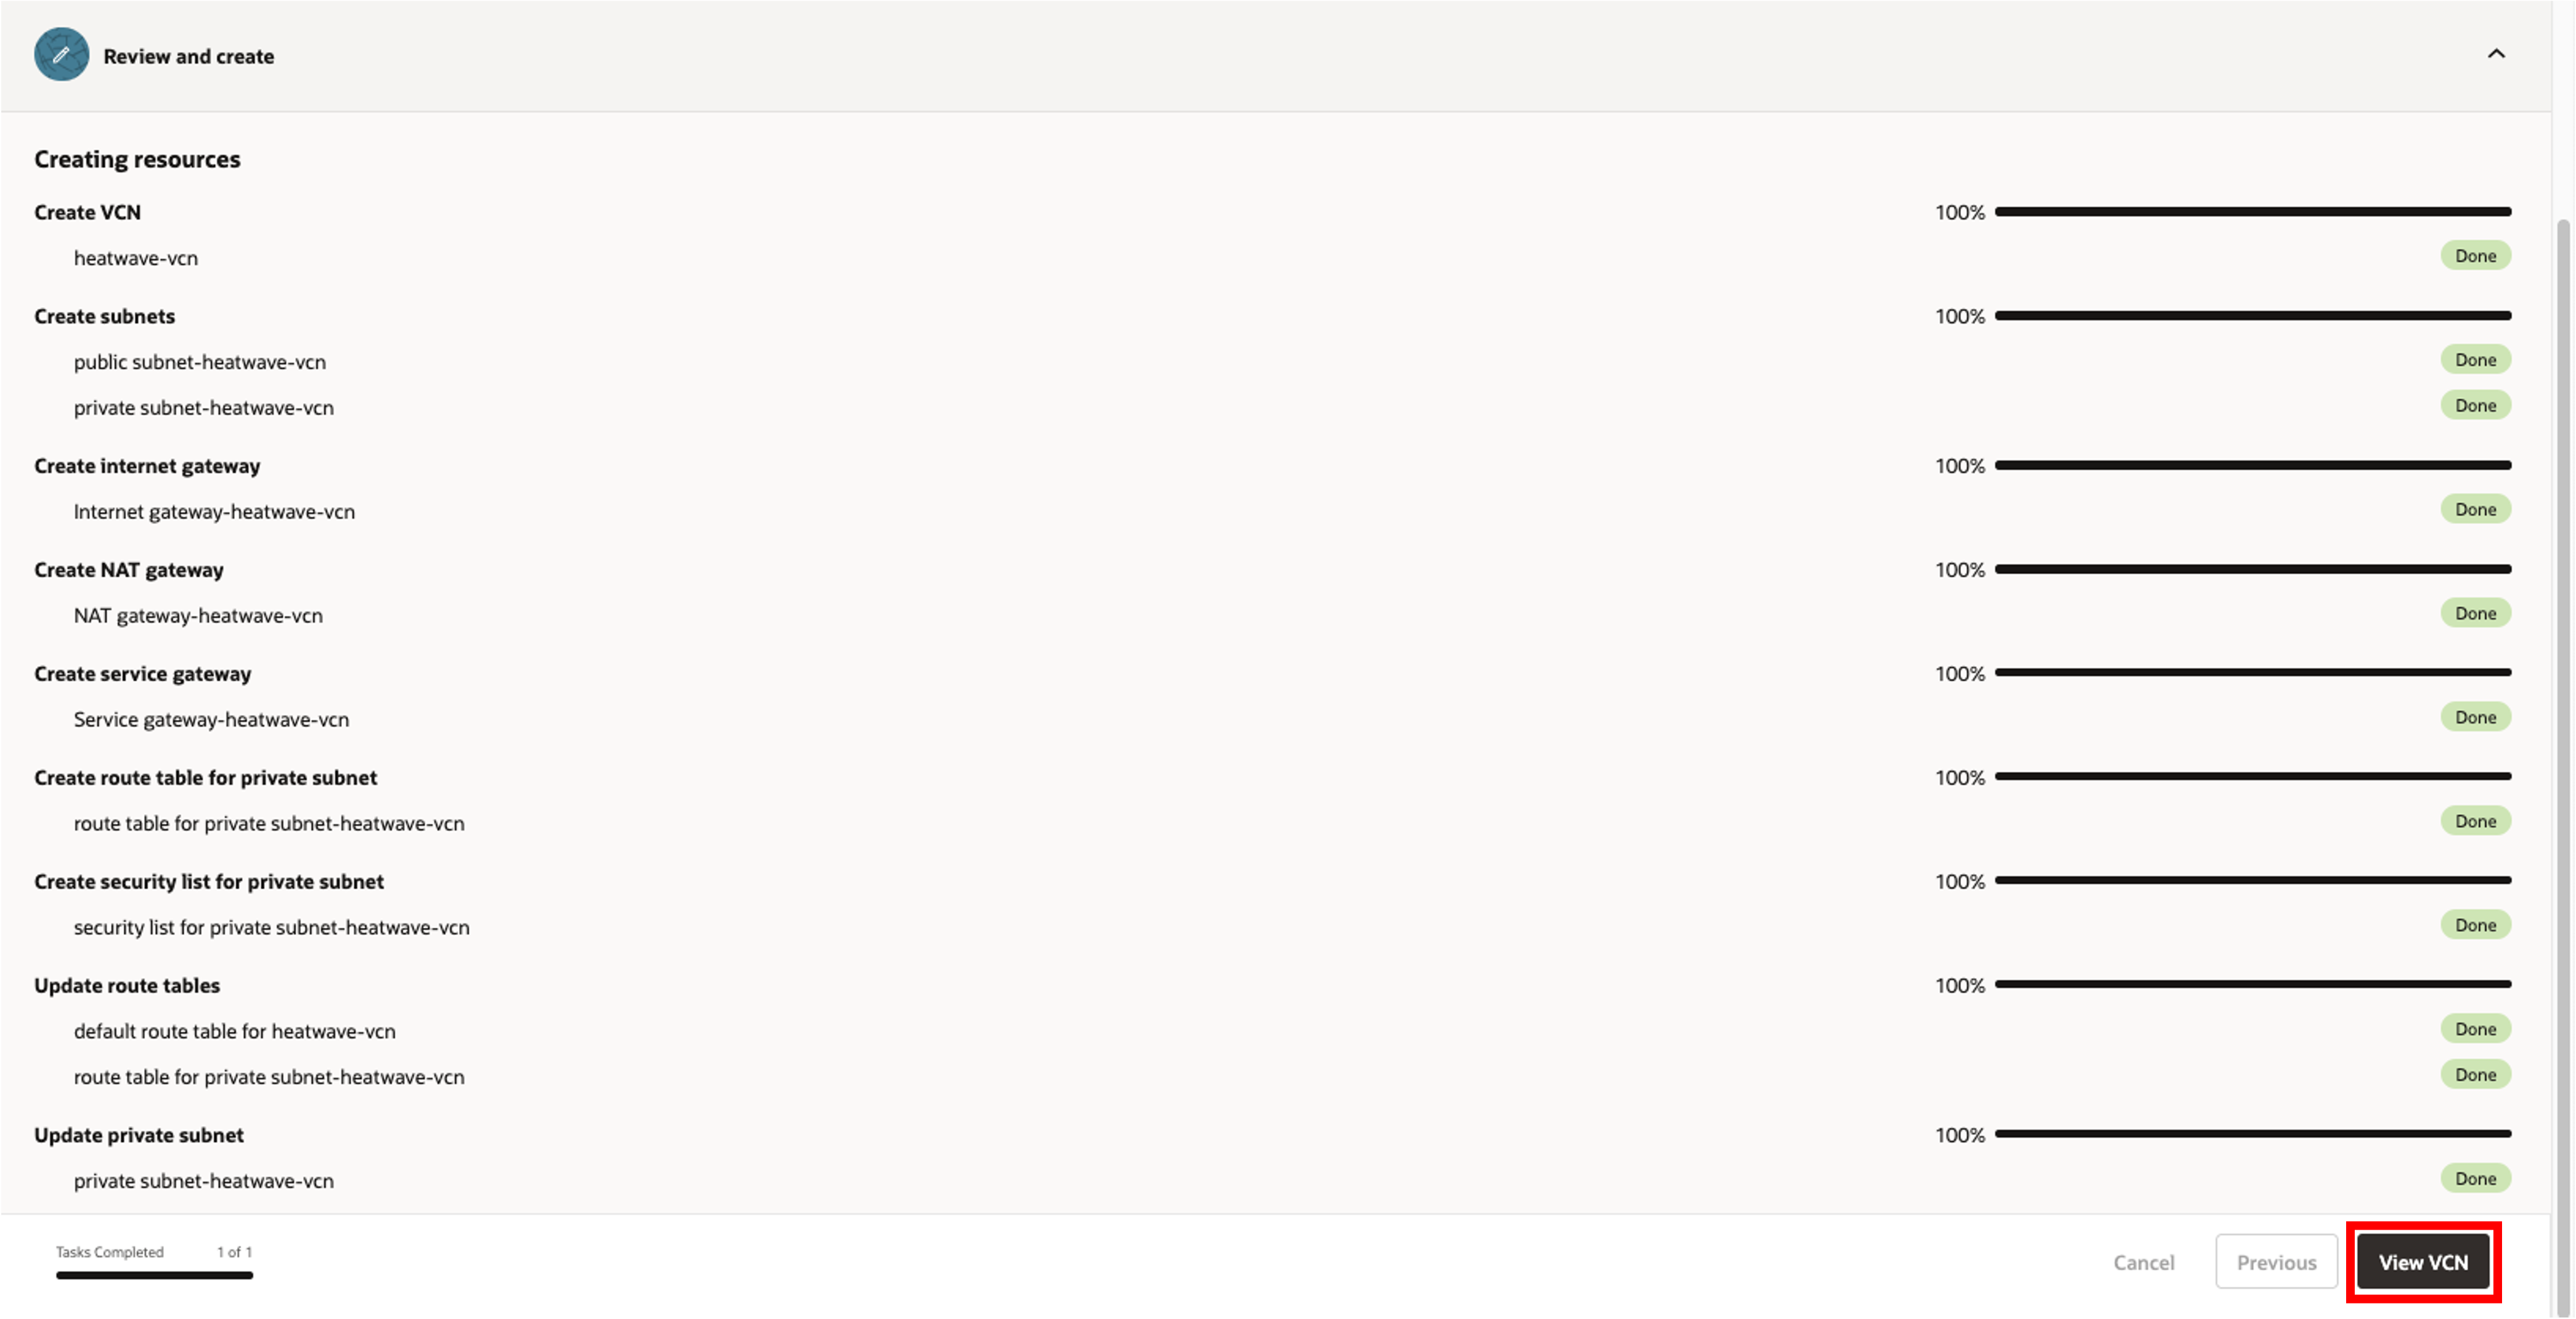 Review and create
Creating resources
Create VCN 100%
heatwave-vcn Done
Create subnets 100%
public subnet-heatwave-vcn Done
private subnet-heatwave-vcn Done
Create internet gateway 100%
Internet gateway-heatwave-vcn Done
Create NAT gateway 100%
NAT gateway-heatwave-vcn Done
Create service gateway 100%
Service gateway-heatwave-vcn Done
Create route table for private subnet 100%
route table for private subnet-heatwave-vcn Done
Create security list for private subnet 100%
security list for private subnet-heatwave-vcn Done
Update route tables 100%
default route table for heatwave-vcn Done
route table for private subnet-heatwave-vcn Done
Update private subnet 100%
private subnet-heatwave-vcn Done
Tasks Completed 1 of 1
Cancel Previous View VCN